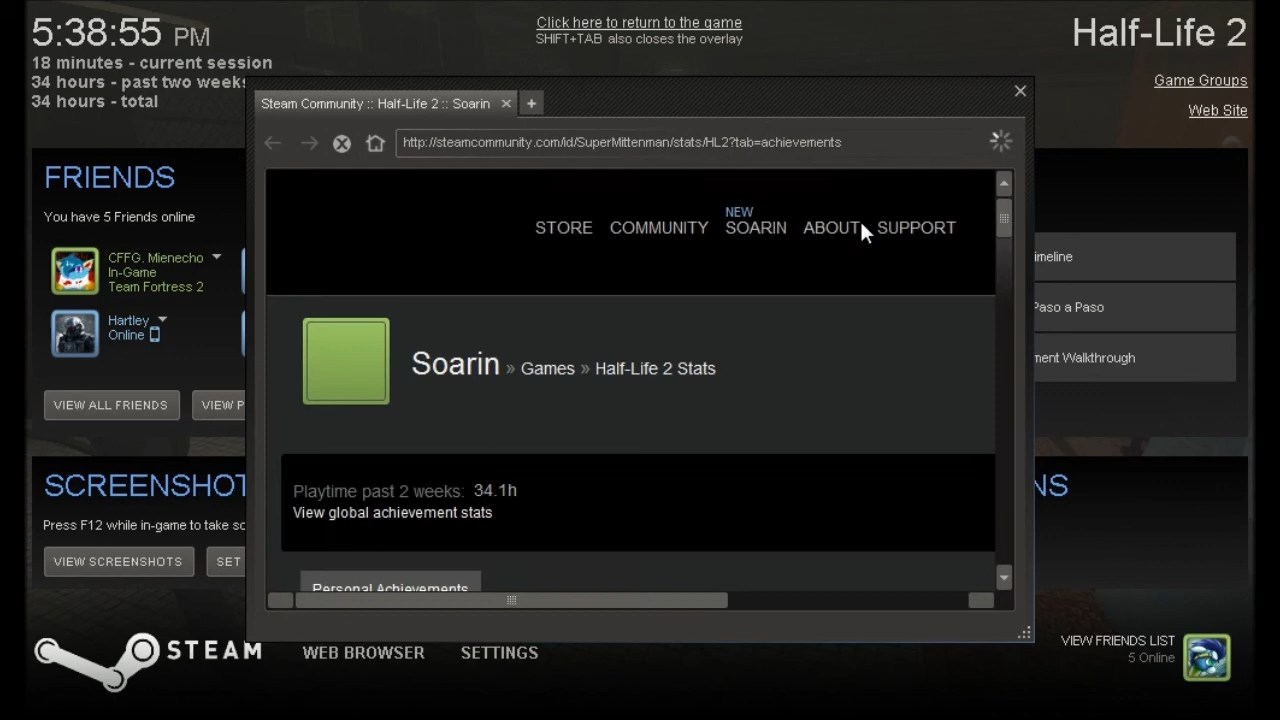 5:38:55 PM
18 minutes - current session
34 hours - past two weeks
34 hours - total
Click here to return to the game
SHIFT+TAB also closes the overlay
Half-Life 2
Game Groups
Web Site
Steam Community :: Half-Life 2 :: Soarin
http://steamcommunity.com/id/SuperMittenman/stats/HL2?tab=achievements
FRIENDS
You have 5 Friends online
CFFG. Mienecho
In-Game
Team Fortress 2
Hartley
Online
VIEW ALL FRIENDS
VIEW P
STORE
COMMUNITY
NEW
SOARIN
ABOUT
SUPPORT
Soarin » Games » Half-Life 2 Stats
Playtime past 2 weeks: 34.1h
View global achievement stats
Personal Achievements
imeline
Paso a Paso
ment Walkthrough
SCREENSHOT
Press F12 while in-game to take sc
VIEW SCREENSHOTS
SET
NS
STEAM
WEB BROWSER
SETTINGS
VIEW FRIENDS LIST
5 Online